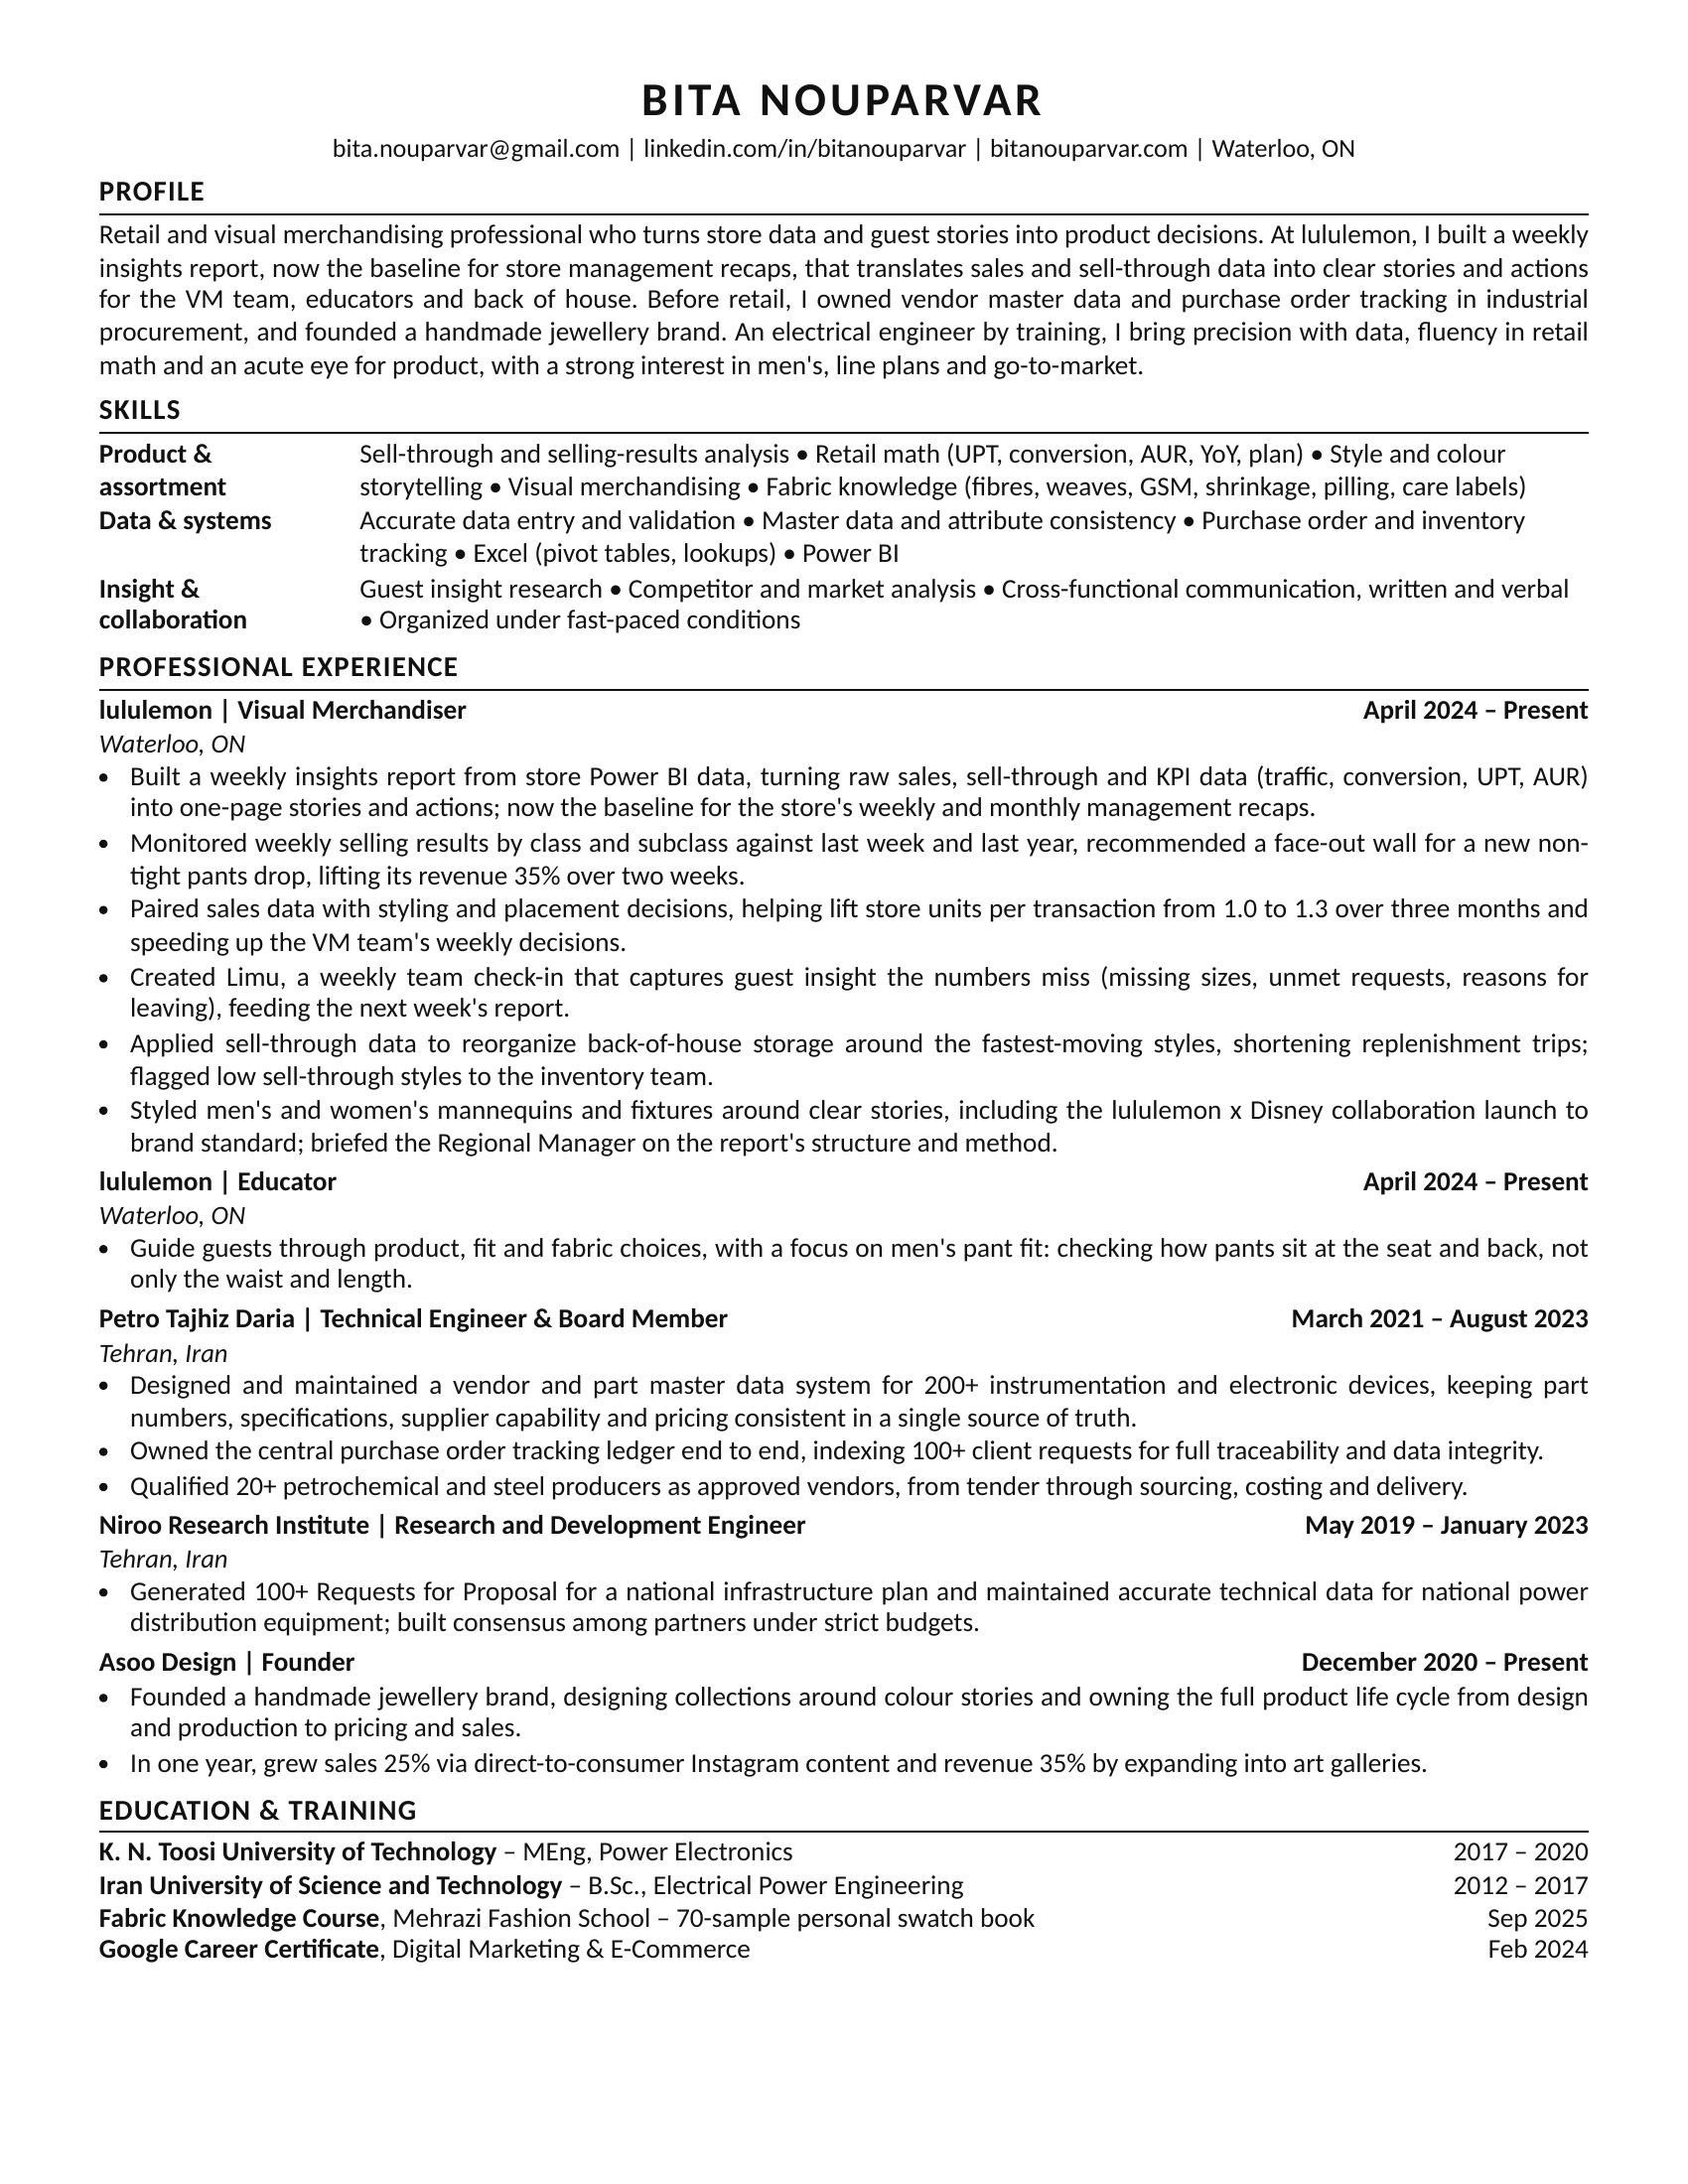 BITA NOUPARVAR
bita.nouparvar@gmail.com | linkedin.com/in/bitanouparvar | bitanouparvar.com | Waterloo, ON
PROFILE
Retail and visual merchandising professional who turns store data and guest stories into product decisions. At lululemon, I built a weekly
insights report, now the baseline for store management recaps, that translates sales and sell-through data into clear stories and actions
for the VM team, educators and back of house. Before retail, I owned vendor master data and purchase order tracking in industrial
procurement, and founded a handmade jewellery brand. An electrical engineer by training, I bring precision with data, fluency in retail
math and an acute eye for product, with a strong interest in men's, line plans and go-to-market.
SKILLS
Product & Sell-through and selling-results analysis • Retail math (UPT, conversion, AUR, YoY, plan) • Style and colour
assortment storytelling • Visual merchandising • Fabric knowledge (fibres, weaves, GSM, shrinkage, pilling, care labels)
Data & systems Accurate data entry and validation • Master data and attribute consistency • Purchase order and inventory
tracking • Excel (pivot tables, lookups) • Power BI
Insight & Guest insight research • Competitor and market analysis • Cross-functional communication, written and verbal
collaboration • Organized under fast-paced conditions
PROFESSIONAL EXPERIENCE
lululemon | Visual Merchandiser April 2024 – Present
Waterloo, ON
• Built a weekly insights report from store Power BI data, turning raw sales, sell-through and KPI data (traffic, conversion, UPT, AUR)
into one-page stories and actions; now the baseline for the store's weekly and monthly management recaps.
• Monitored weekly selling results by class and subclass against last week and last year, recommended a face-out wall for a new non-
tight pants drop, lifting its revenue 35% over two weeks.
• Paired sales data with styling and placement decisions, helping lift store units per transaction from 1.0 to 1.3 over three months and
speeding up the VM team's weekly decisions.
• Created Limu, a weekly team check-in that captures guest insight the numbers miss (missing sizes, unmet requests, reasons for
leaving), feeding the next week's report.
• Applied sell-through data to reorganize back-of-house storage around the fastest-moving styles, shortening replenishment trips;
flagged low sell-through styles to the inventory team.
• Styled men's and women's mannequins and fixtures around clear stories, including the lululemon x Disney collaboration launch to
brand standard; briefed the Regional Manager on the report's structure and method.
lululemon | Educator April 2024 – Present
Waterloo, ON
• Guide guests through product, fit and fabric choices, with a focus on men's pant fit: checking how pants sit at the seat and back, not
only the waist and length.
Petro Tajhiz Daria | Technical Engineer & Board Member March 2021 – August 2023
Tehran, Iran
• Designed and maintained a vendor and part master data system for 200+ instrumentation and electronic devices, keeping part
numbers, specifications, supplier capability and pricing consistent in a single source of truth.
• Owned the central purchase order tracking ledger end to end, indexing 100+ client requests for full traceability and data integrity.
• Qualified 20+ petrochemical and steel producers as approved vendors, from tender through sourcing, costing and delivery.
Niroo Research Institute | Research and Development Engineer May 2019 – January 2023
Tehran, Iran
• Generated 100+ Requests for Proposal for a national infrastructure plan and maintained accurate technical data for national power
distribution equipment; built consensus among partners under strict budgets.
Asoo Design | Founder December 2020 – Present
• Founded a handmade jewellery brand, designing collections around colour stories and owning the full product life cycle from design
and production to pricing and sales.
• In one year, grew sales 25% via direct-to-consumer Instagram content and revenue 35% by expanding into art galleries.
EDUCATION & TRAINING
K. N. Toosi University of Technology – MEng, Power Electronics 2017 – 2020
Iran University of Science and Technology – B.Sc., Electrical Power Engineering 2012 – 2017
Fabric Knowledge Course, Mehrazi Fashion School – 70-sample personal swatch book Sep 2025
Google Career Certificate, Digital Marketing & E-Commerce Feb 2024